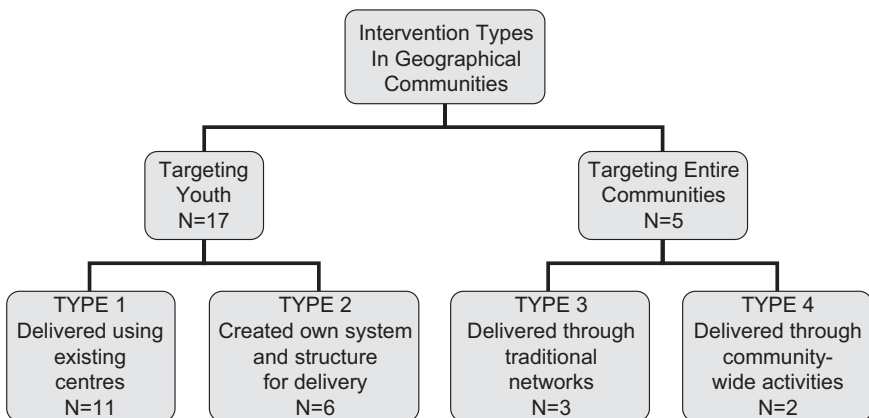 Intervention Types
In Geographical
Communities
Targeting
Youth
N=17
Targeting Entire
Communities
N=5
TYPE 1
Delivered using
existing
centres
N=11
TYPE 2
Created own system
and structure
for delivery
N=6
TYPE 3
Delivered through
traditional
networks
N=3
TYPE 4
Delivered through
community-
wide activities
N=2